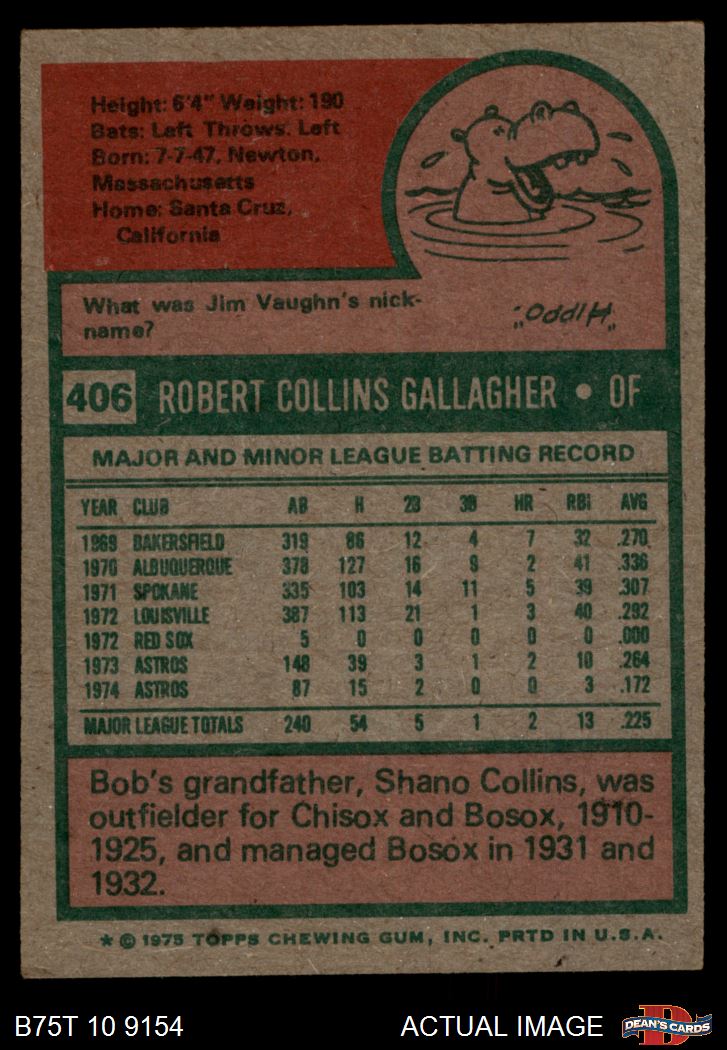 Height: 6'4" Weight: 190
Bats: Left Throws: Left
Born: 7-7-47, Newton,
Massachusetts
Home: Santa Cruz,
California
What was Jim Vaughn's nick-
name?
"Hippo."
406 ROBERT COLLINS GALLAGHER • OF
MAJOR AND MINOR LEAGUE BATTING RECORD
YEAR CLUB AB H 2B 3B HR RBI AVG
1969 BAKERSFIELD 319 86 12 4 7 32 .270
1970 ALBUQUERQUE 378 127 16 9 2 41 .336
1971 SPOKANE 335 103 14 11 5 39 .307
1972 LOUISVILLE 387 113 21 1 3 40 .292
1972 RED SOX 5 0 0 0 0 0 .000
1973 ASTROS 148 39 3 1 2 10 .264
1974 ASTROS 87 15 2 0 0 3 .172
MAJOR LEAGUE TOTALS 240 54 5 1 2 13 .225
Bob's grandfather, Shano Collins, was
outfielder for Chisox and Bosox, 1910-
1925, and managed Bosox in 1931 and
1932.
* © 1975 TOPPS CHEWING GUM, INC. PRTD IN U.S.A.
B75T 10 9154 ACTUAL IMAGE DEAN'S CARDS